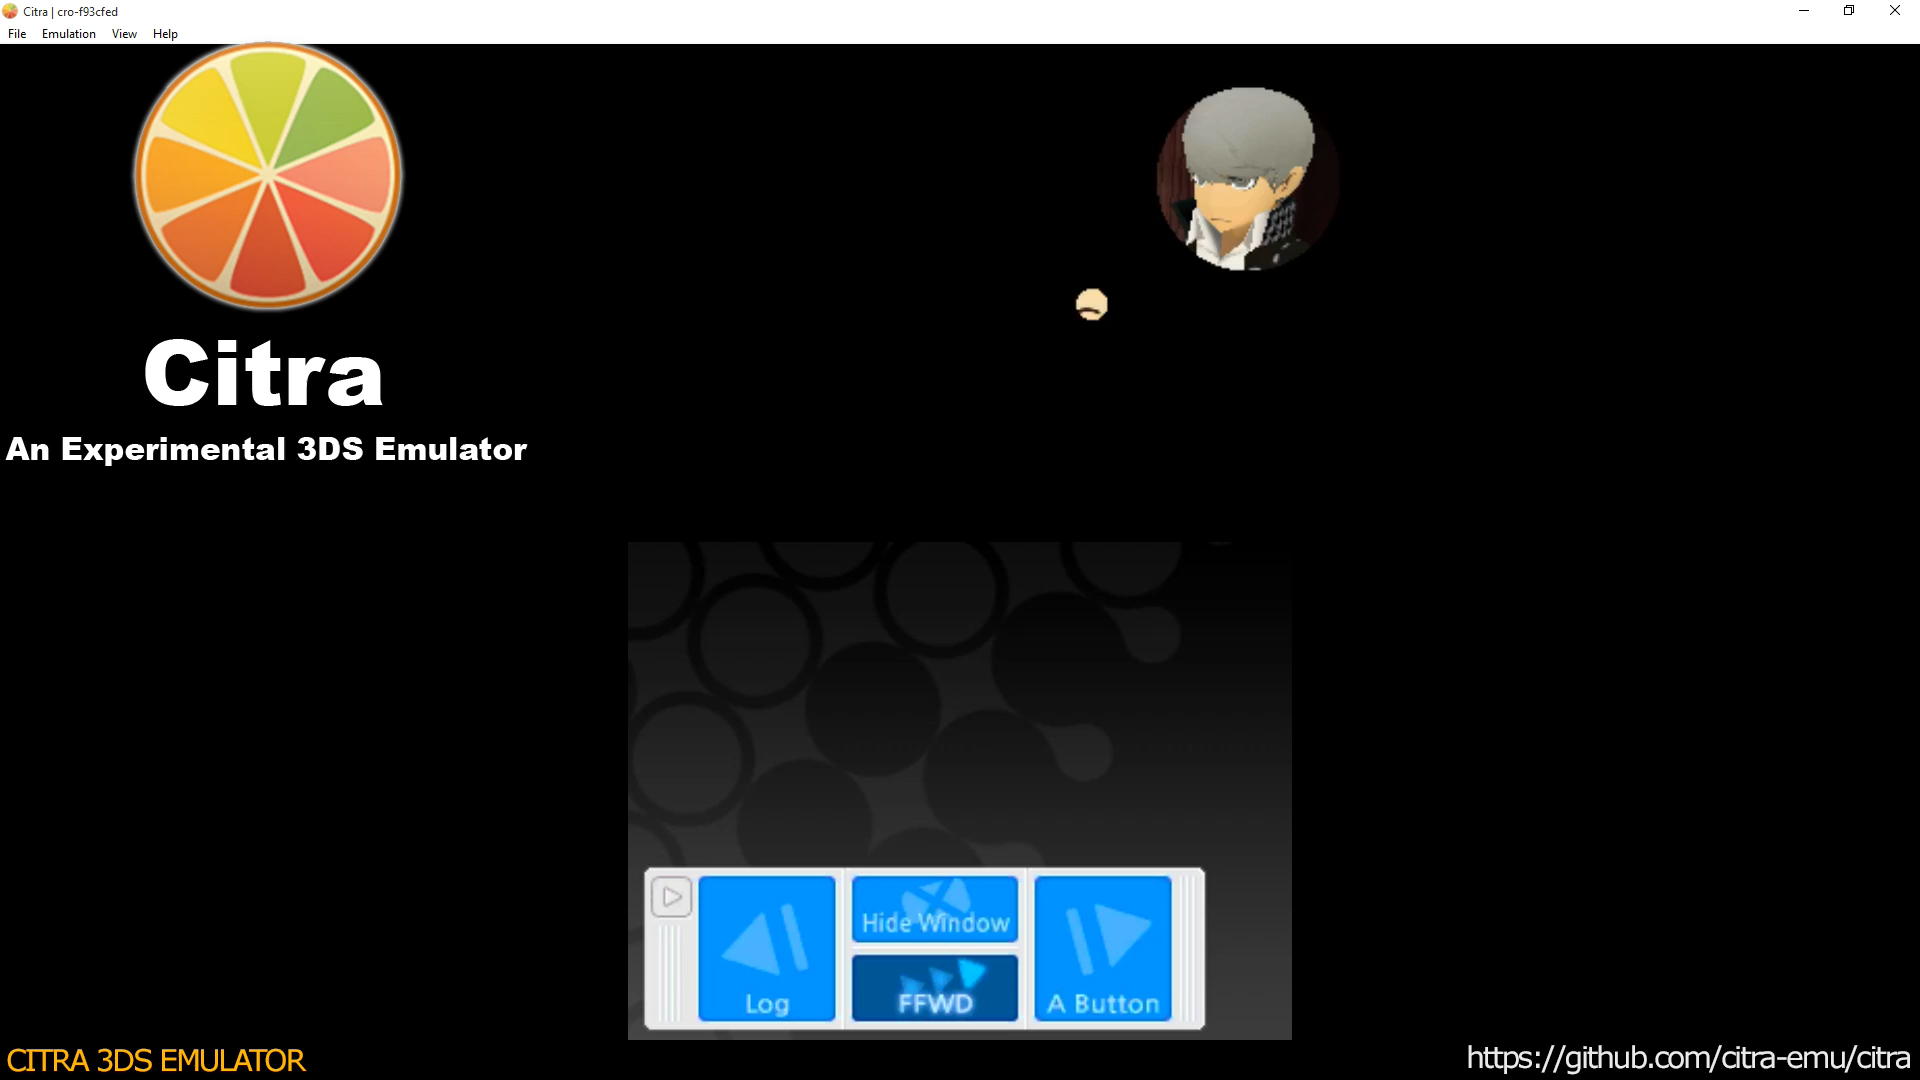 Citra | cro-f93cfed
File Emulation View Help
Citra
An Experimental 3DS Emulator
Hide Window
Log
FFWD
A Button
CITRA 3DS EMULATOR
https://github.com/citra-emu/citra